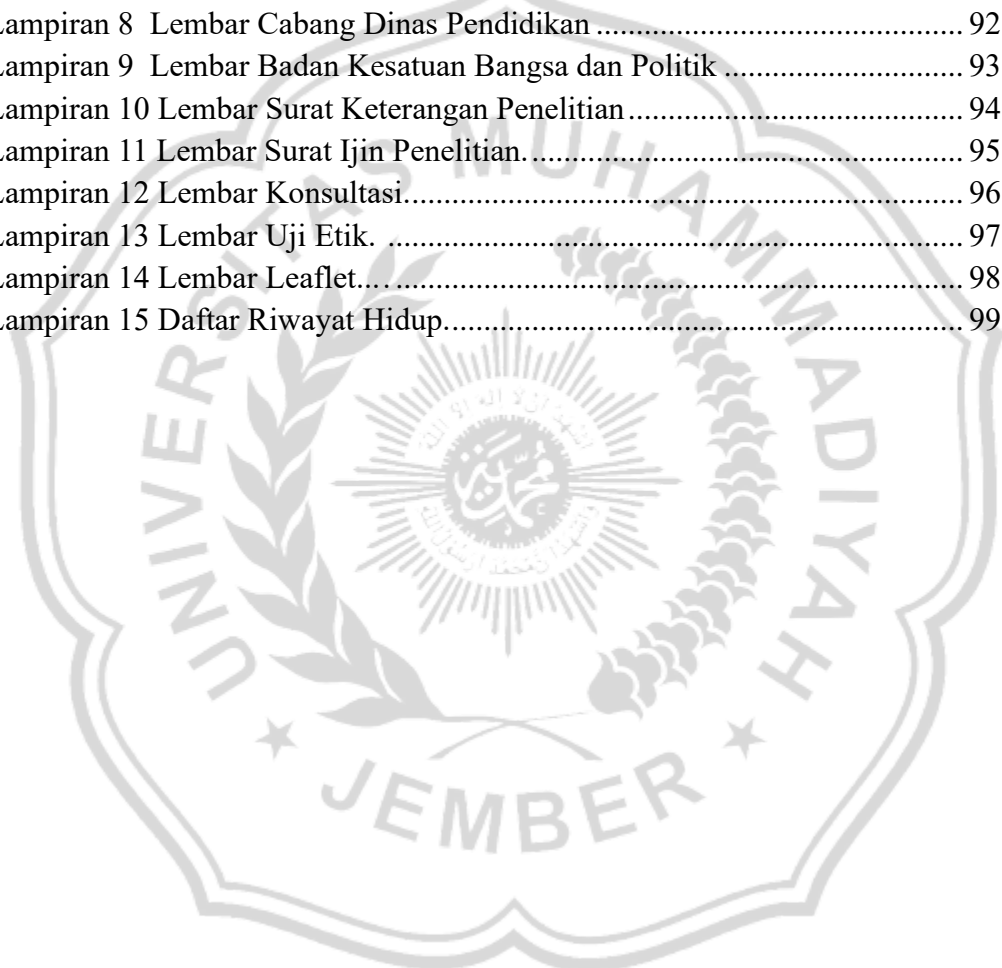 Lampiran 8 Lembar Cabang Dinas Pendidikan ........................................... 92
Lampiran 9 Lembar Badan Kesatuan Bangsa dan Politik ............................ 93
Lampiran 10 Lembar Surat Keterangan Penelitian ....................................... 94
Lampiran 11 Lembar Surat Ijin Penelitian. .................................................. 95
Lampiran 12 Lembar Konsultasi. ................................................................. 96
Lampiran 13 Lembar Uji Etik. .................................................................... 97
Lampiran 14 Lembar Leaflet..... .................................................................. 98
Lampiran 15 Daftar Riwayat Hidup. ............................................................ 99
UNIVERSITAS MUHAMMADIYAH
JEMBER